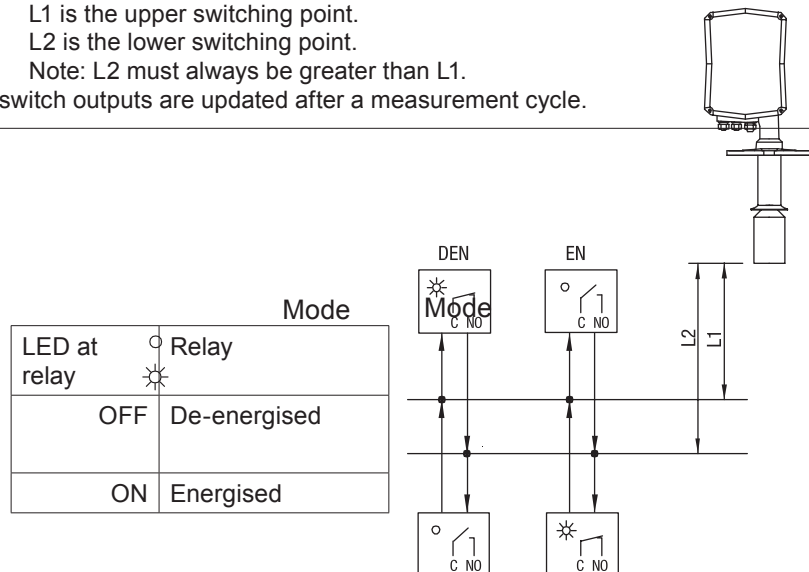 L1 is the upper switching point.
L2 is the lower switching point.
Note: L2 must always be greater than L1.
switch outputs are updated after a measurement cycle.
DEN EN
Mode Mode
C NO C NO
L2 L1
LED at Relay
relay
OFF De-energised
ON Energised
C NO C NO